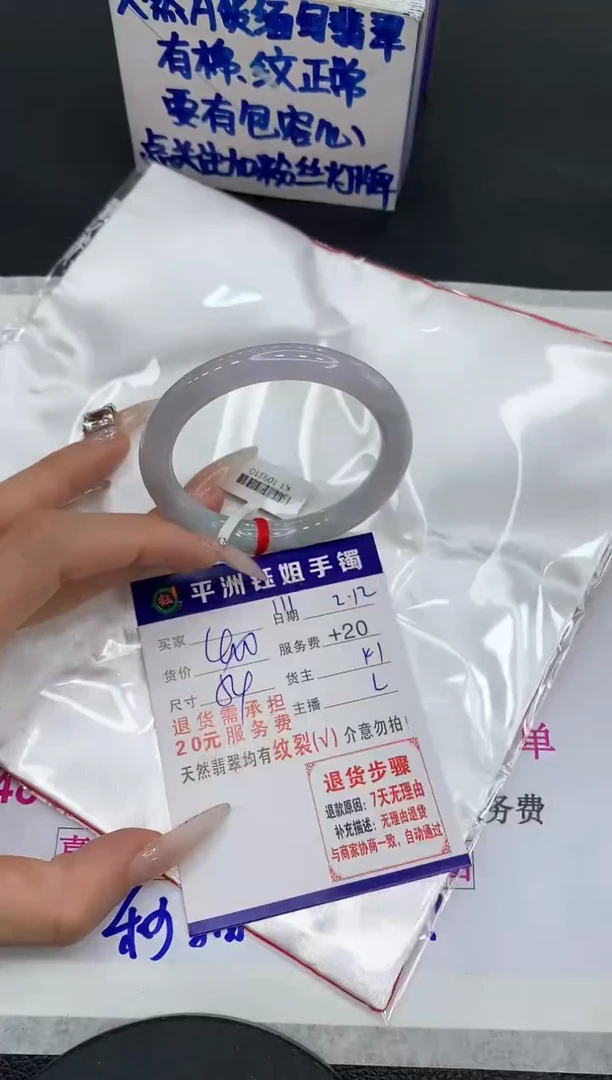 天然A级缅甸翡翠
有棉、纹正常
要有包容心
点关注加粉丝灯牌
K1 109310
钰
平洲钰姐手镯
买家 日期 2.12
货价 400 服务费 +20
尺寸 54 货主 K1
退货需承担 主播 L
20元服务费
天然翡翠均有纹裂(V)介意勿拍!
退货步骤
退款原因:7天无理由
补充描述:无理由退货
与商家协商一致,自动通过
单
务费